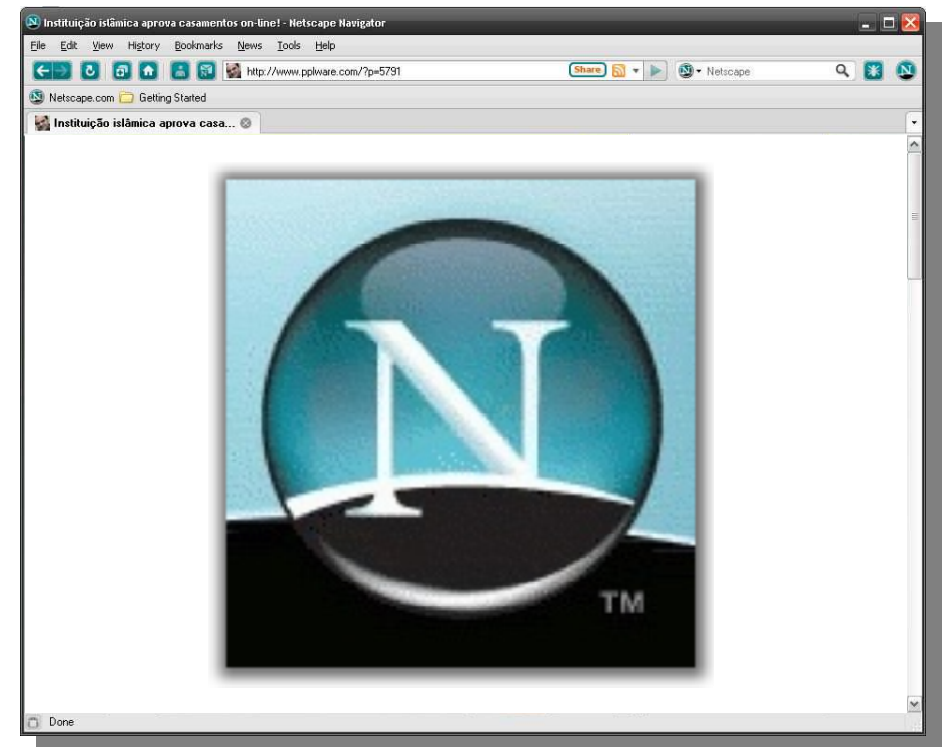 Instituição islâmica aprova casamentos on-line! - Netscape Navigator
File Edit View History Bookmarks News Tools Help
http://www.pplware.com/?p=5791 Share Netscape
Netscape.com Getting Started
Instituição islâmica aprova casa...
N
TM
Done